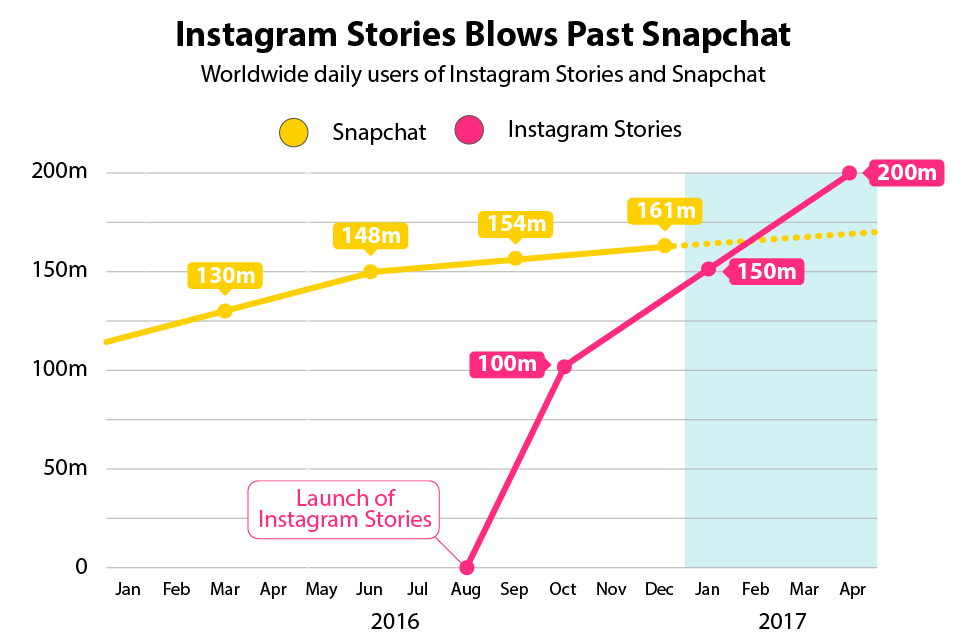 Instagram Stories Blows Past Snapchat
Worldwide daily users of Instagram Stories and Snapchat
Snapchat
Instagram Stories
200m
150m
100m
50m
0
130m
148m
154m
161m
200m
150m
100m
Launch of
Instagram Stories
Jan Feb Mar Apr May Jun Jul Aug Sep Oct Nov Dec Jan Feb Mar Apr
2016 2017